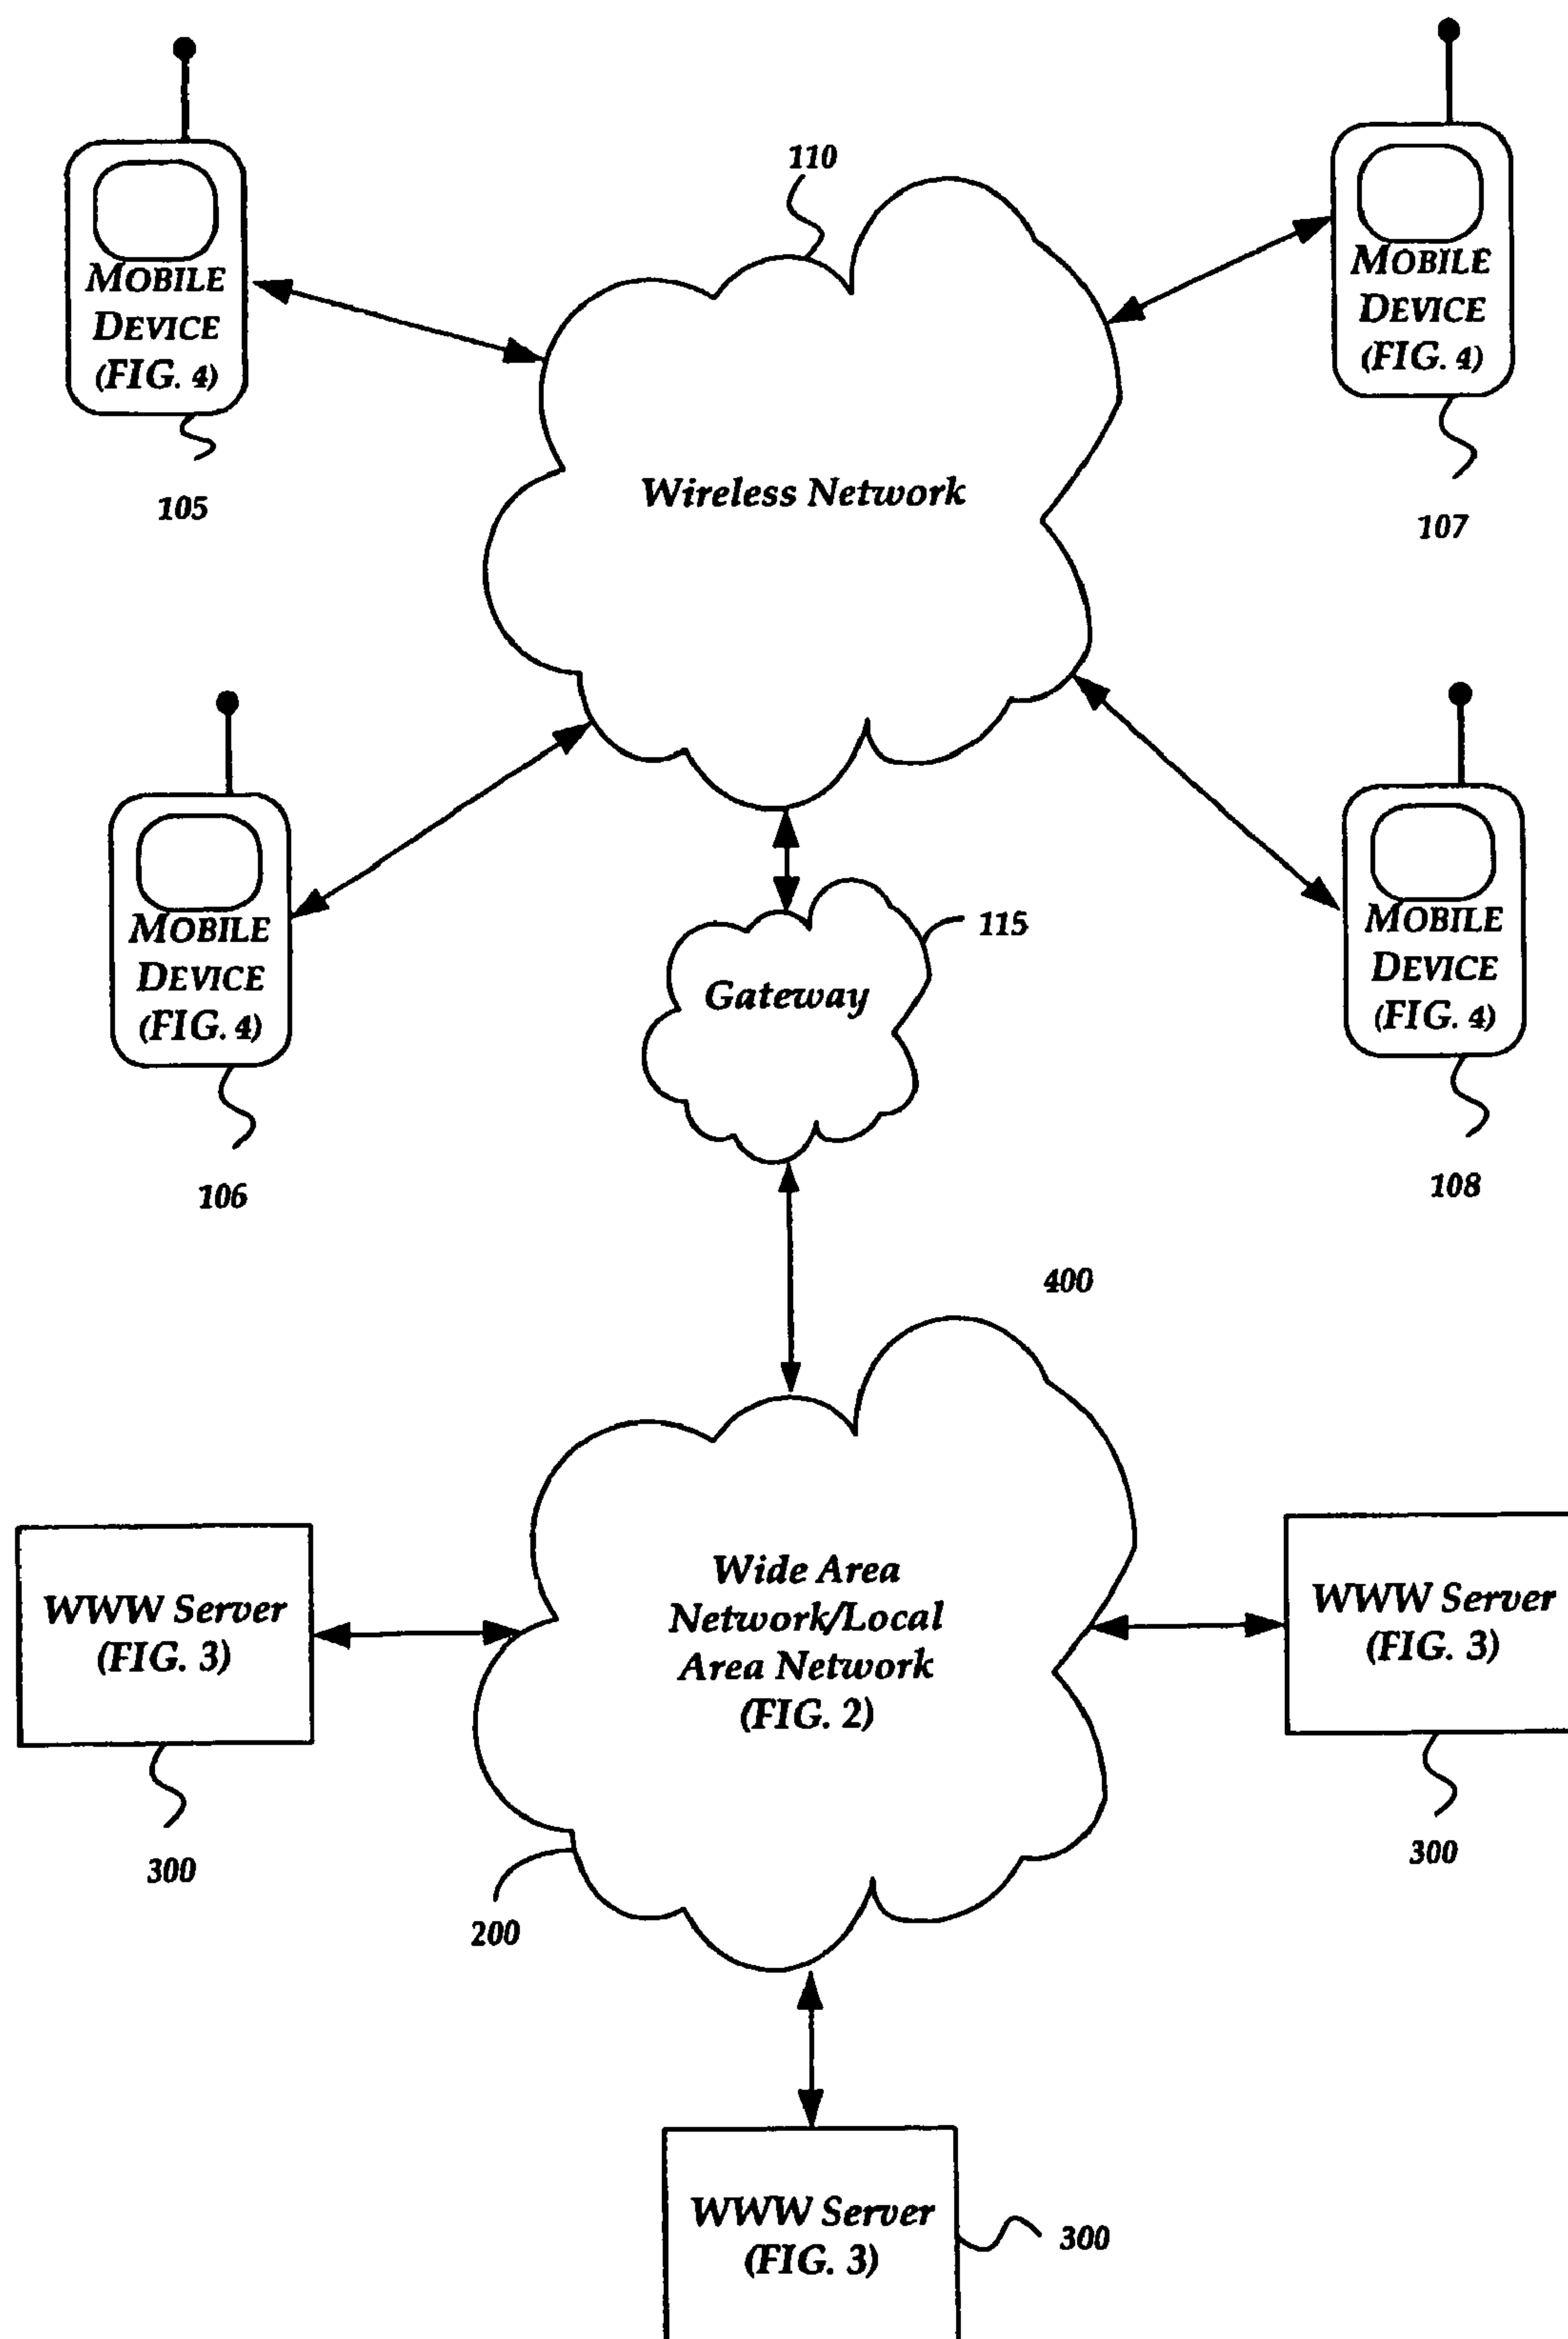 110
MOBILE
DEVICE
(FIG. 4)
105
MOBILE
DEVICE
(FIG. 4)
107
Wireless Network
MOBILE
DEVICE
(FIG. 4)
106
Gateway
115
MOBILE
DEVICE
(FIG. 4)
108
400
WWW Server
(FIG. 3)
300
Wide Area
Network/Local
Area Network
(FIG. 2)
200
WWW Server
(FIG. 3)
300
WWW Server
(FIG. 3)
300